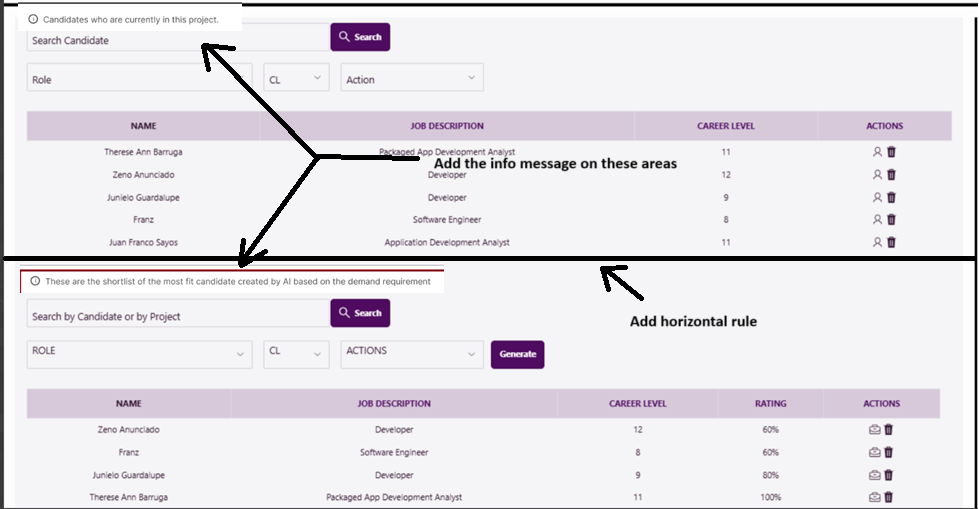 Candidates who are currently in this project.
Search Candidate Search
Role CL Action
NAME JOB DESCRIPTION CAREER LEVEL ACTIONS
Therese Ann Barruga Packaged App Development Analyst 11
Add the info message on these areas
Zeno Anunciado Developer 12
Junielo Guardalupe Developer 9
Franz Software Engineer 8
Juan Franco Sayos Application Development Analyst 11
These are the shortlist of the most fit candidate created by AI based on the demand requirement
Search by Candidate or by Project Search
Add horizontal rule
ROLE CL ACTIONS Generate
NAME JOB DESCRIPTION CAREER LEVEL RATING ACTIONS
Zeno Anunciado Developer 12 60%
Franz Software Engineer 8 60%
Junielo Guardalupe Developer 9 80%
Therese Ann Barruga Packaged App Development Analyst 11 100%